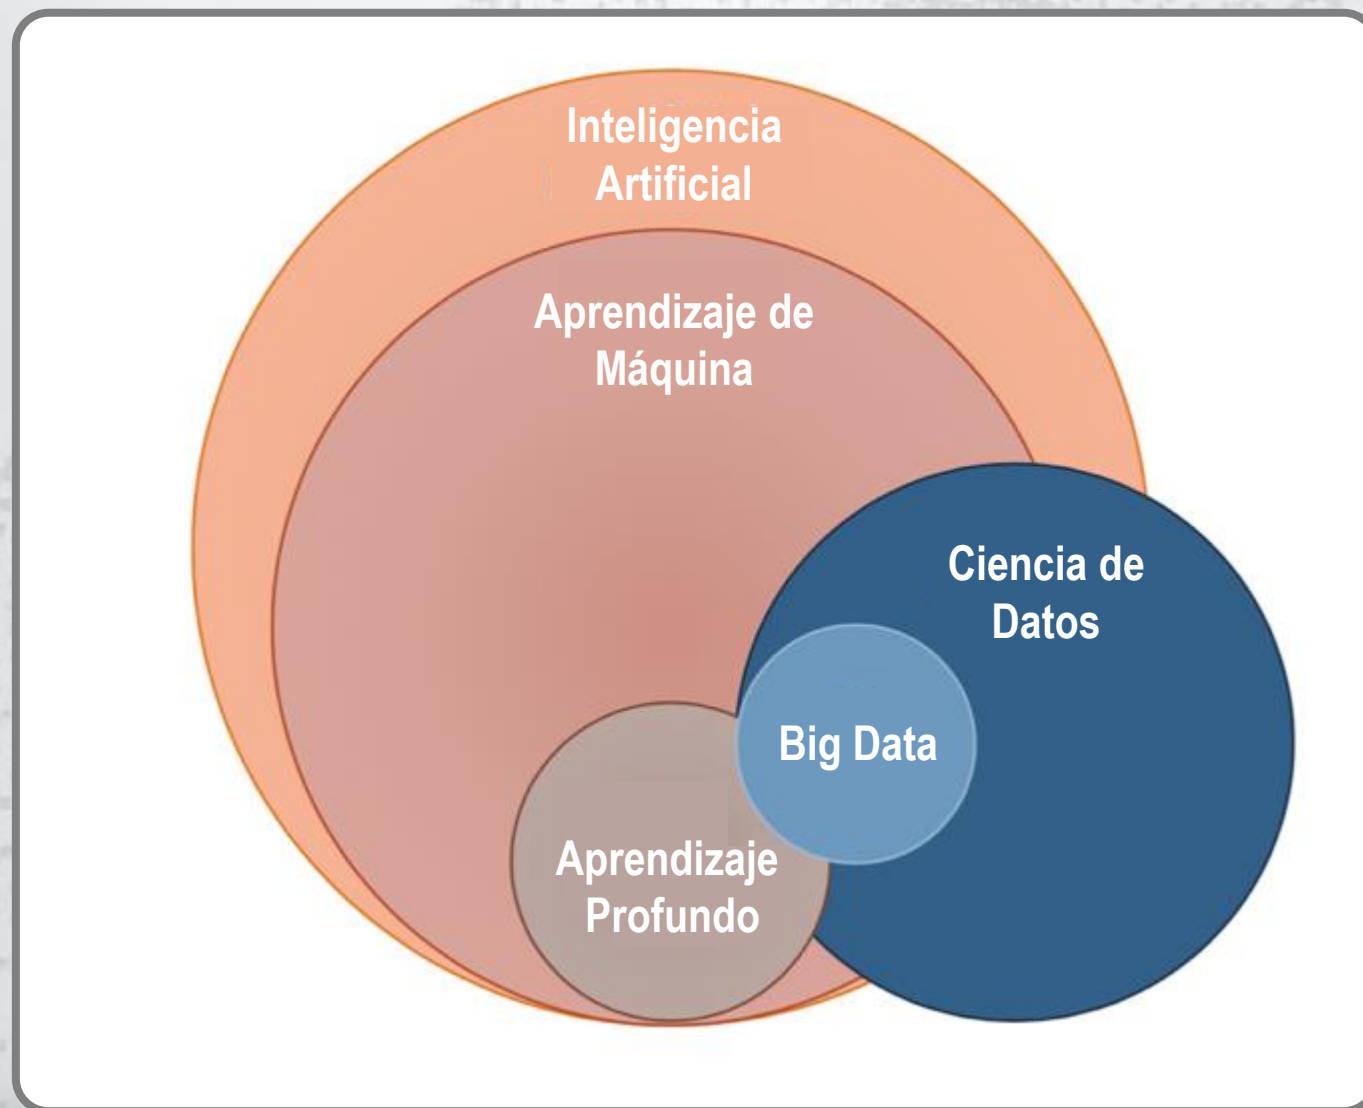 Inteligencia
Artificial
Aprendizaje de
Máquina
Ciencia de
Datos
Big Data
Aprendizaje
Profundo